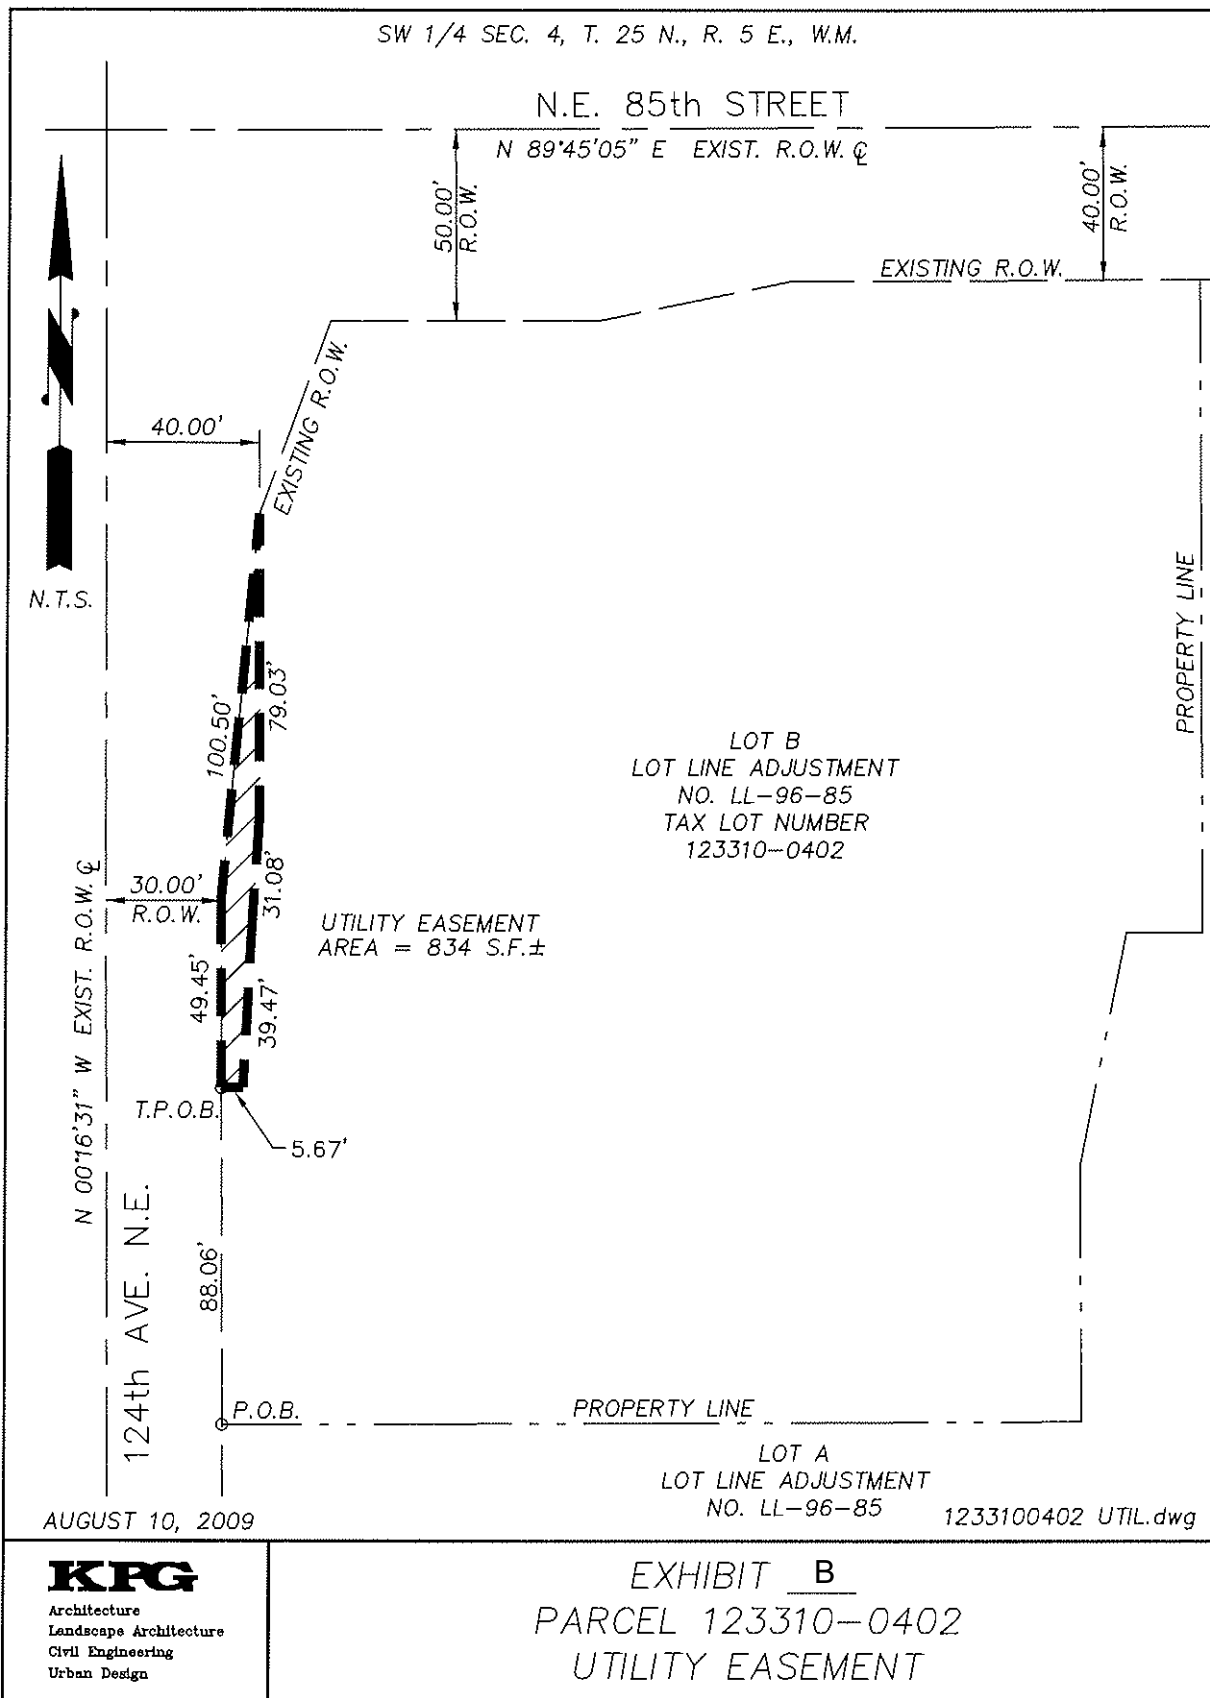 SW 1/4 SEC. 4, T. 25 N., R. 5 E., W.M.
N.E. 85th STREET
N 89°45'05" E EXIST. R.O.W. ℄
50.00'
R.O.W.
40.00'
R.O.W.
EXISTING R.O.W.
EXISTING R.O.W.
40.00'
N
N.T.S.
PROPERTY LINE
100.50'
79.03'
LOT B
LOT LINE ADJUSTMENT
NO. LL-96-85
TAX LOT NUMBER
123310-0402
30.00'
R.O.W.
31.08'
UTILITY EASEMENT
AREA = 834 S.F.±
49.45'
39.47'
N 00°16'31" W EXIST. R.O.W. ℄
T.P.O.B.
5.67'
124th AVE. N.E.
88.06'
P.O.B.
PROPERTY LINE
LOT A
LOT LINE ADJUSTMENT
NO. LL-96-85
AUGUST 10, 2009
1233100402 UTIL.dwg
KPG
Architecture
Landscape Architecture
Civil Engineering
Urban Design
EXHIBIT B
PARCEL 123310-0402
UTILITY EASEMENT